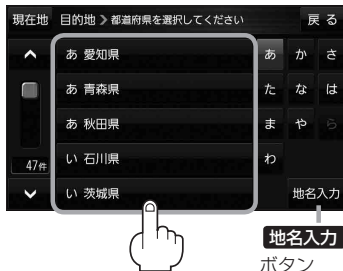 現在地 目的地 > 都道府県を選択してください 戻る
あ 愛知県 あ か さ
あ 青森県 た な は
あ 秋田県 ま や ら
い 石川県 わ
47件
い 茨城県 地名入力
地名入力
ボタン